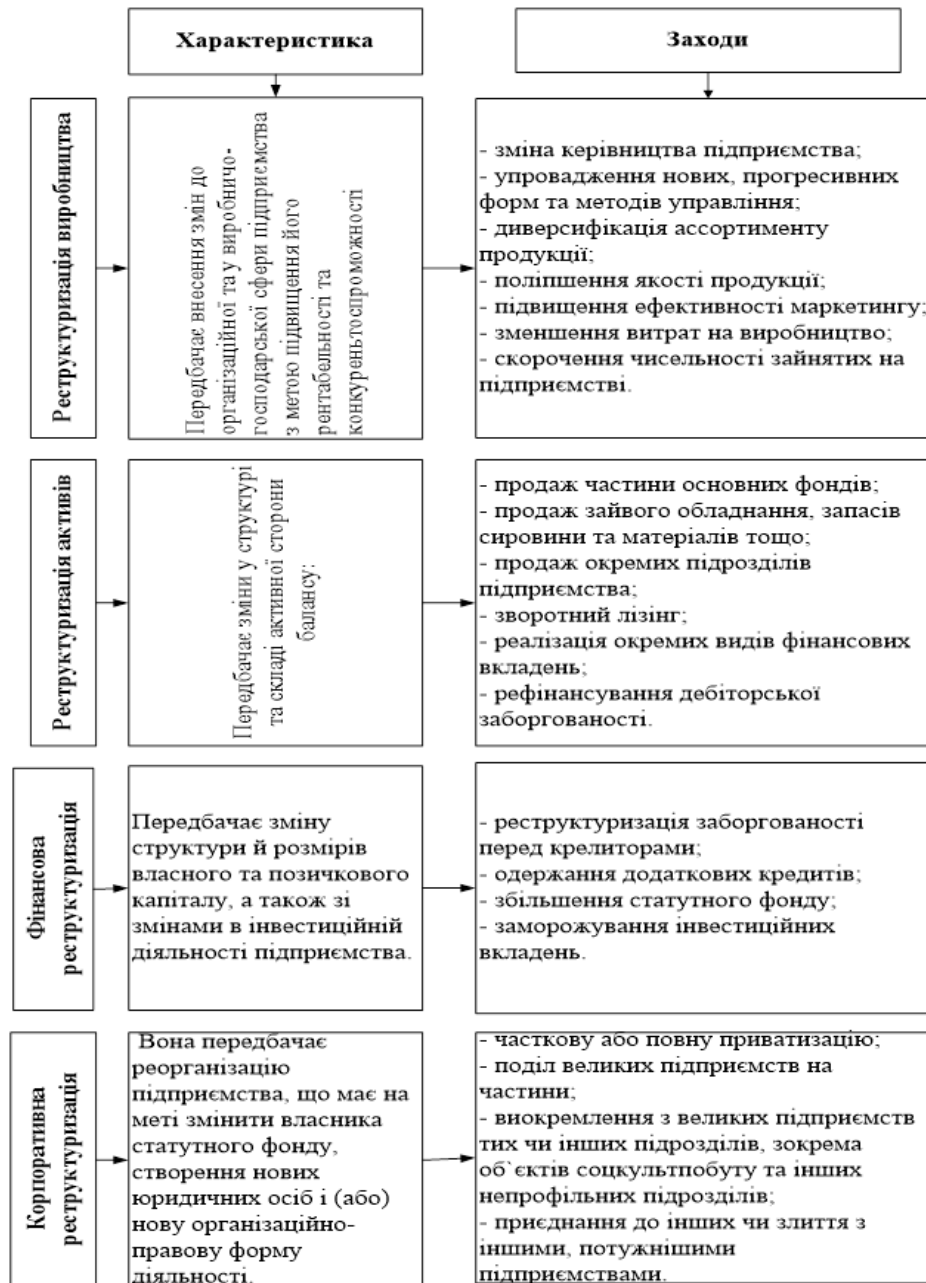 Характеристика
Заходи
Реструктуризація виробництва
Передбачає внесення змін до
організаційної та у виробничо-
господарської сфери підприємства
з метою підвищення його
рентабельності та
конкуреньтоспроможності
- зміна керівництва підприємства;
- упровадження нових, прогресивних
форм та методів управління;
- диверсифікація ассортименту
продукції;
- поліпшення якості продукції;
- підвищення ефективності маркетингу;
- зменшення витрат на виробництво;
- скорочення чисельності зайнятих на
підприємстві.
Реструктуризація активів
Передбачає зміни у структурі
та складі активної сторони
балансу;
- продаж частини основних фондів;
- продаж зайвого обладнання, запасів
сировини та матеріалів тощо;
- продаж окремих підрозділів
підприємства;
- зворотний лізінг;
- реалізація окремих видів фінансових
вкладень;
- рефінансування дебіторської
заборгованості.
Фінансова
реструктуризація
Передбачає зміну
структури й розмірів
власного та позичкового
капіталу, а також зі
змінами в інвестиційній
діяльності підприємства.
- реструктуризація заборгованості
перед крелиторами;
- одержання додаткових кредитів;
- збільшення статутного фонду;
- заморожування інвестиційних
вкладень.
Корпоративна
реструктуризація
Вона передбачає
реорганізацію
підприємства, що має на
меті змінити власника
статутного фонду,
створення нових
юридичних осіб і (або)
нову організаційно-
правову форму
діяльності.
- часткову або повну приватизацію;
- поділ великих підприємств на
частини;
- виокремлення з великих підприємств
тих чи інших підрозділів, зокрема
об`єктів соцкультпобуту та інших
непрофільних підрозділів;
- приєднання до інших чи злиття з
іншими, потужнішими
підприємствами.